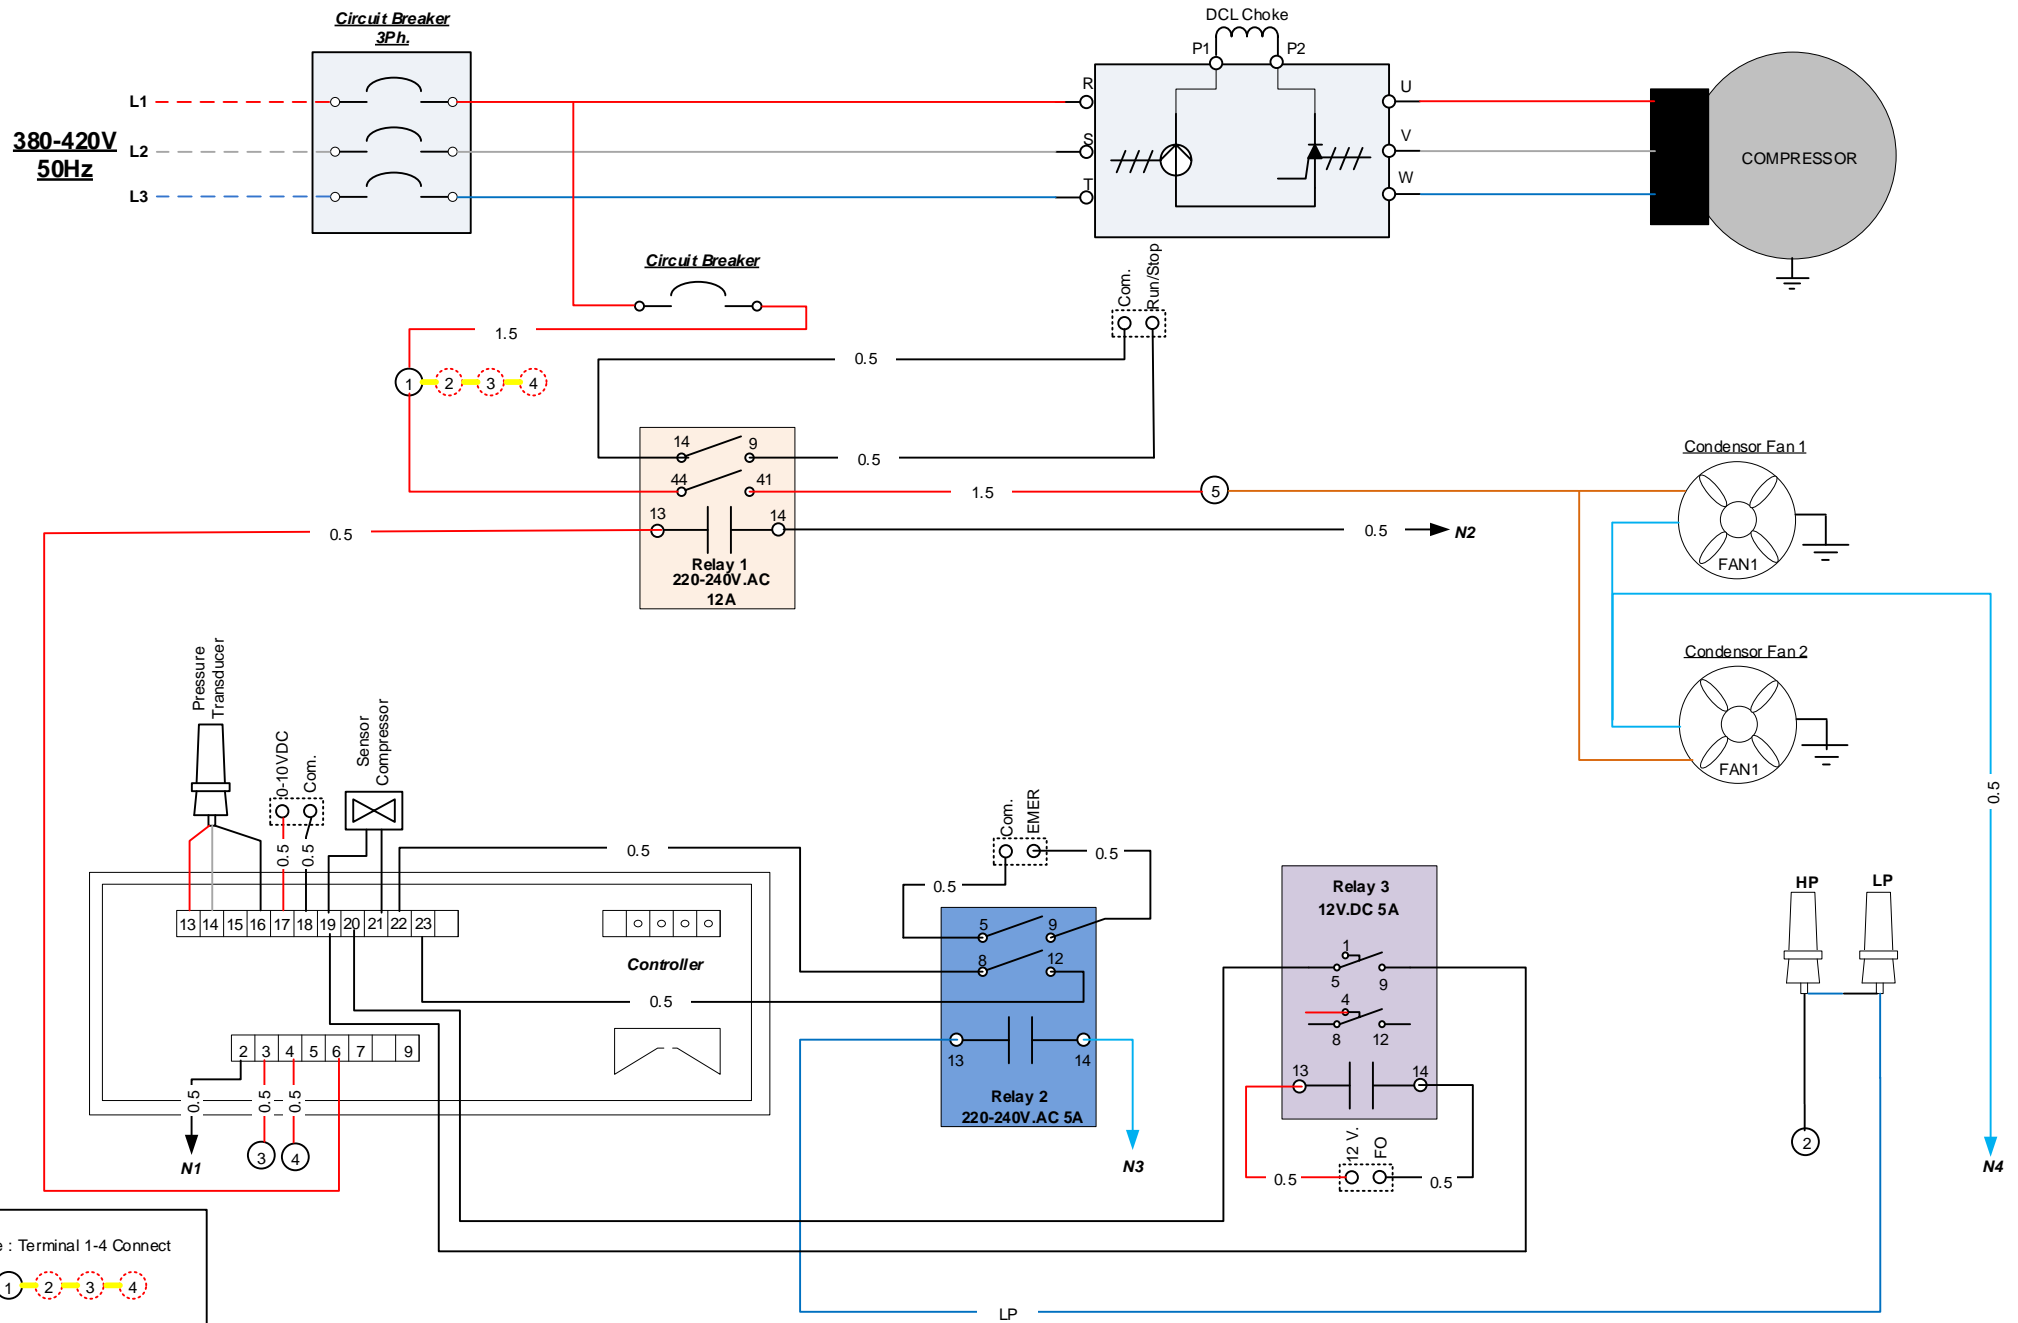 Circuit Breaker
3Ph.
DCL Choke
P1
P2
L1
L2
L3
380-420V
50Hz
R
S
T
U
V
W
COMPRESSOR
Circuit Breaker
Com.
Run/Stop
1.5
0.5
1
2
3
4
14
9
0.5
44
41
1.5
5
13
14
0.5
0.5
N2
Relay 1
220-240V.AC
12A
Condensor Fan 1
FAN1
Condensor Fan 2
FAN1
0.5
N4
Pressure
Transducer
0-10VDC
Com.
Sensor
Compressor
0.5
0.5
0.5
13 14 15 16 17 18 19 20 21 22 23
Controller
0.5
2 3 4 5 6 7 9
0.5
0.5
0.5
N1
3
4
Com.
EMER
0.5
0.5
5
9
8
12
13
14
Relay 2
220-240V.AC 5A
N3
Relay 3
12V.DC 5A
1
5
9
4
8
12
13
14
12 V.
FO
0.5
0.5
HP
LP
2
e : Terminal 1-4 Connect
1
2
3
4
LP